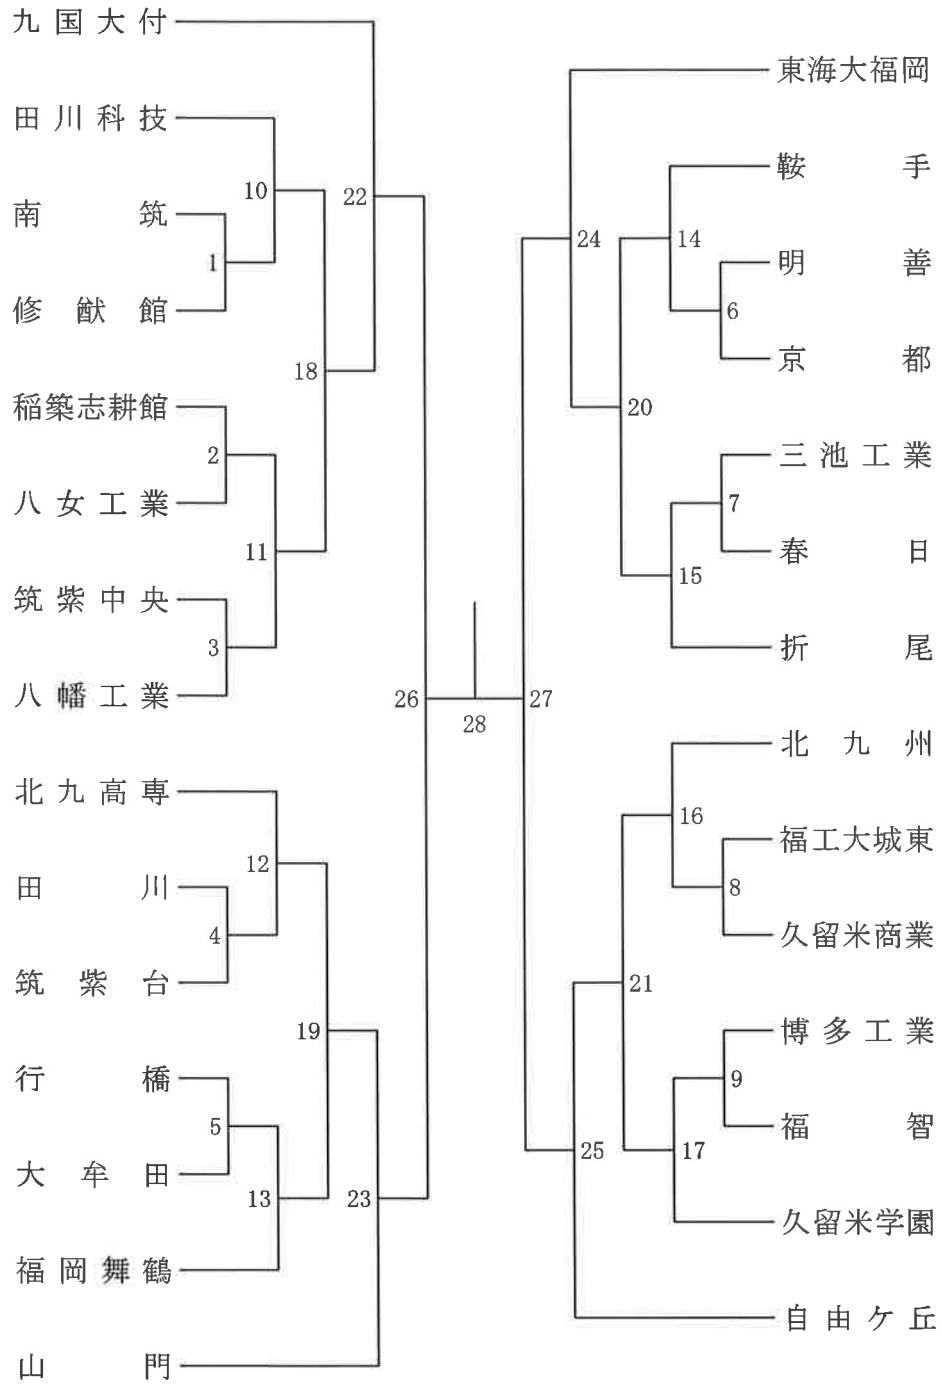 九国大付
田川科技
南筑
修猷館
稲築志耕館
八女工業
筑紫中央
八幡工業
北九高専
田川
筑紫台
行橋
大牟田
福岡舞鶴
山門
1
2
3
4
5
10
11
12
13
18
19
22
23
26
28
27
24
25
20
21
14
15
16
17
6
7
8
9
東海大福岡
鞍手
明善
京都
三池工業
春日
折尾
北九州
福工大城東
久留米商業
博多工業
福智
久留米学園
自由ケ丘